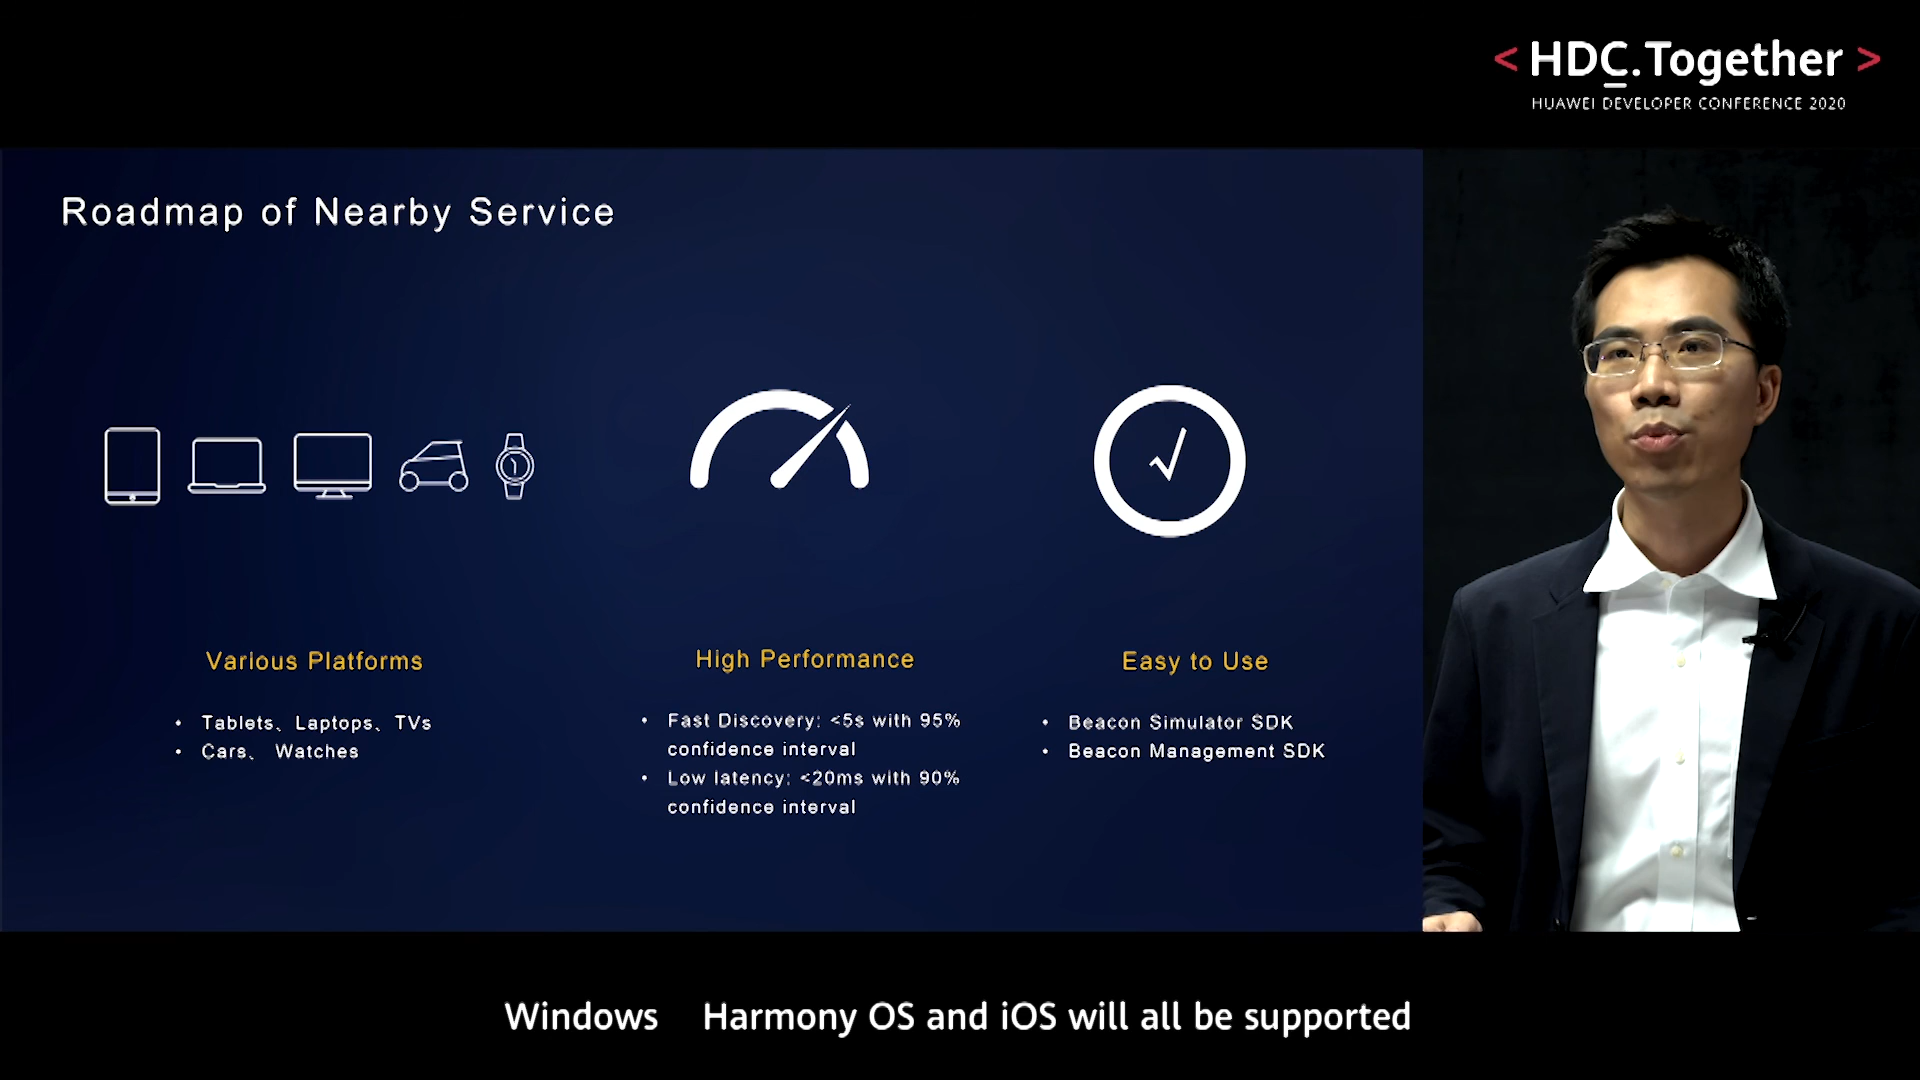 < HDC.Together >
HUAWEI DEVELOPER CONFERENCE 2020
Roadmap of Nearby Service
Various Platforms
• Tablets、Laptops、TVs
• Cars、 Watches
High Performance
• Fast Discovery: <5s with 95%
confidence interval
• Low latency: <20ms with 90%
confidence interval
Easy to Use
• Beacon Simulator SDK
• Beacon Management SDK
Windows Harmony OS and iOS will all be supported